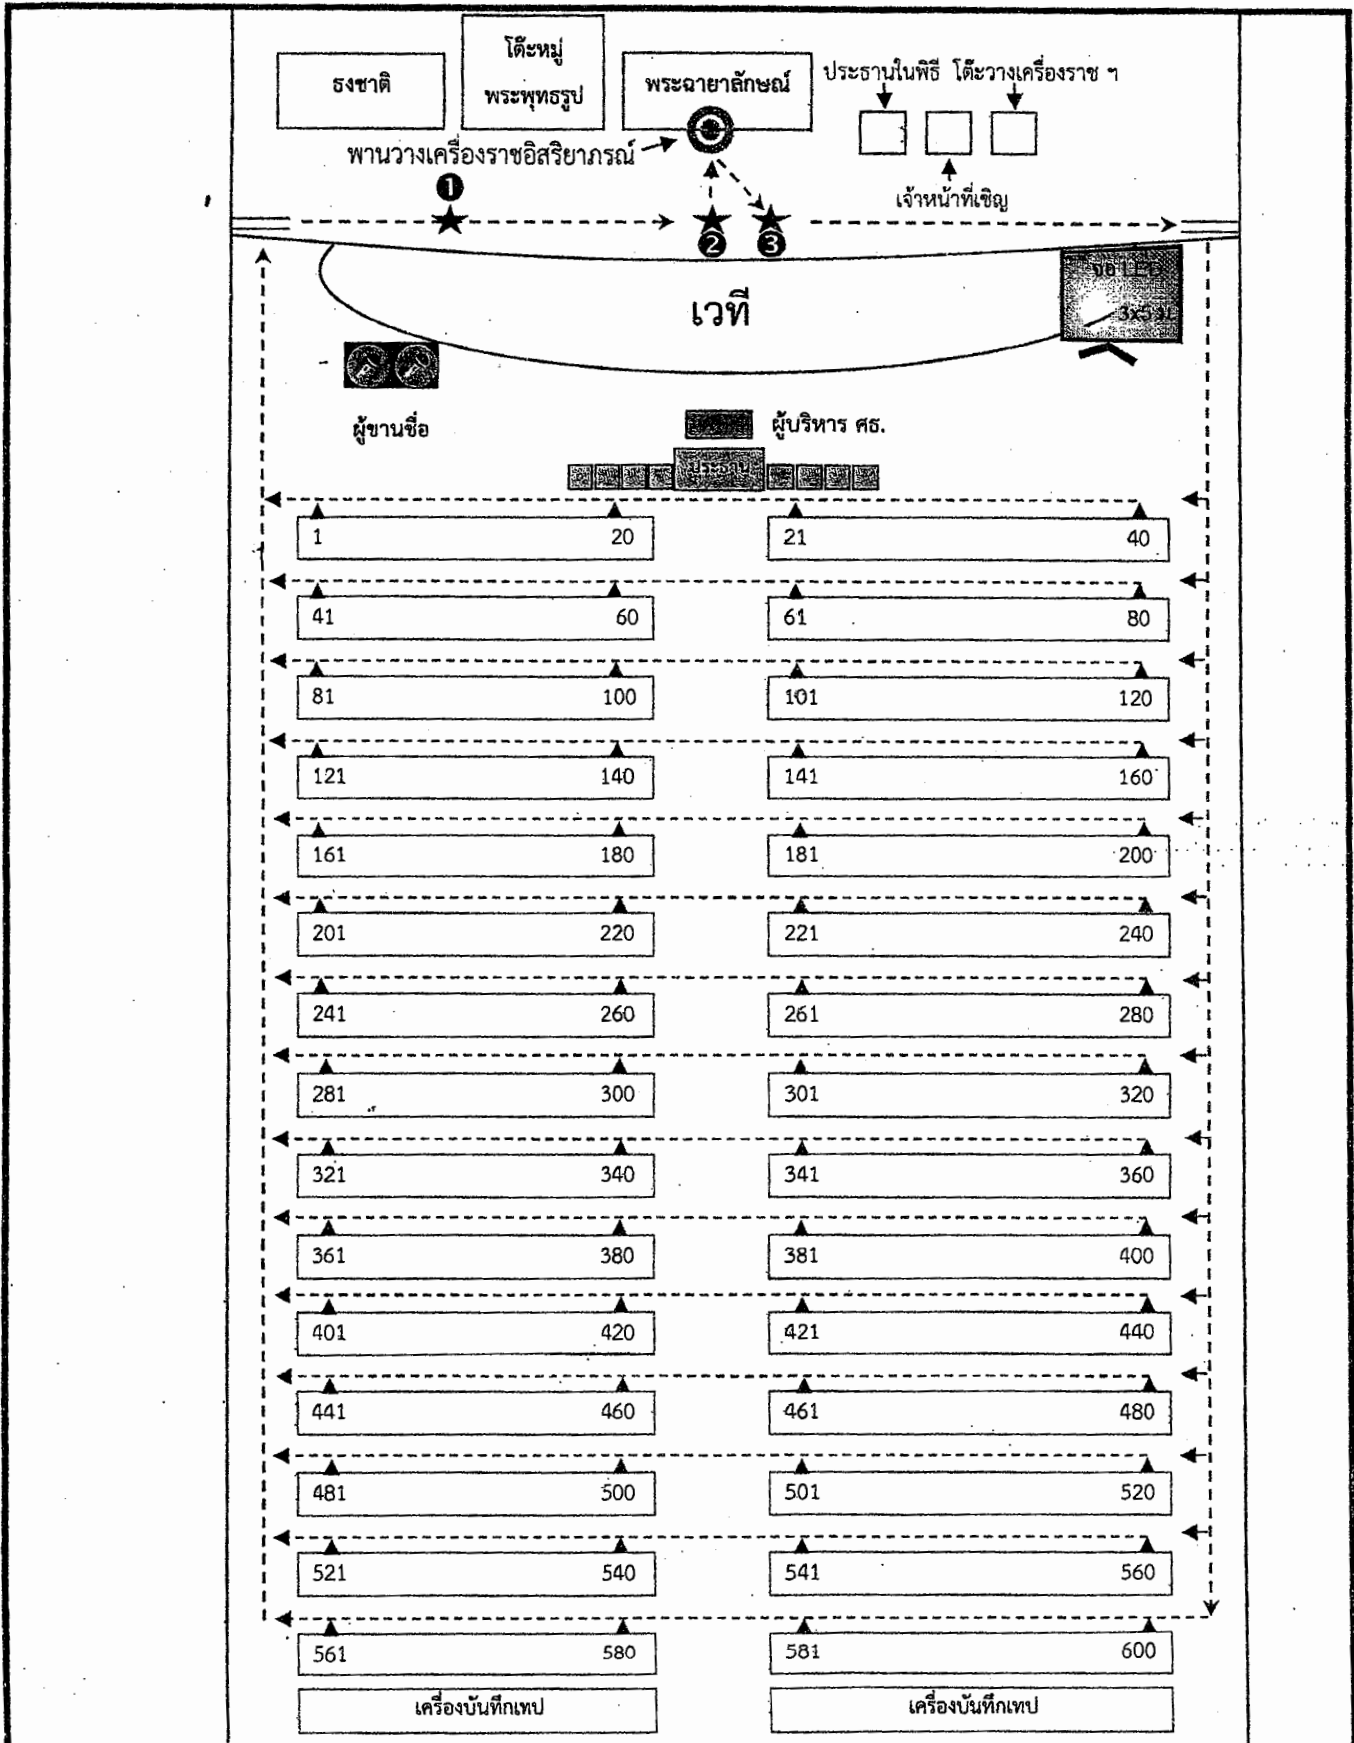 ธงชาติ
โต๊ะหมู่
พระพุทธรูป
พระฉายาลักษณ์
ประธานในพิธี โต๊ะวางเครื่องราช ฯ
พานวางเครื่องราชอิสริยาภรณ์
เจ้าหน้าที่เชิญ
1
2
3
เวที
จอ LED
3x5 ม.
ผู้ขานชื่อ
ผู้บริหาร ศธ.
ประธาน
1 20 21 40
41 60 61 80
81 100 101 120
121 140 141 160
161 180 181 200
201 220 221 240
241 260 261 280
281 300 301 320
321 340 341 360
361 380 381 400
401 420 421 440
441 460 461 480
481 500 501 520
521 540 541 560
561 580 581 600
เครื่องบันทึกเทป เครื่องบันทึกเทป